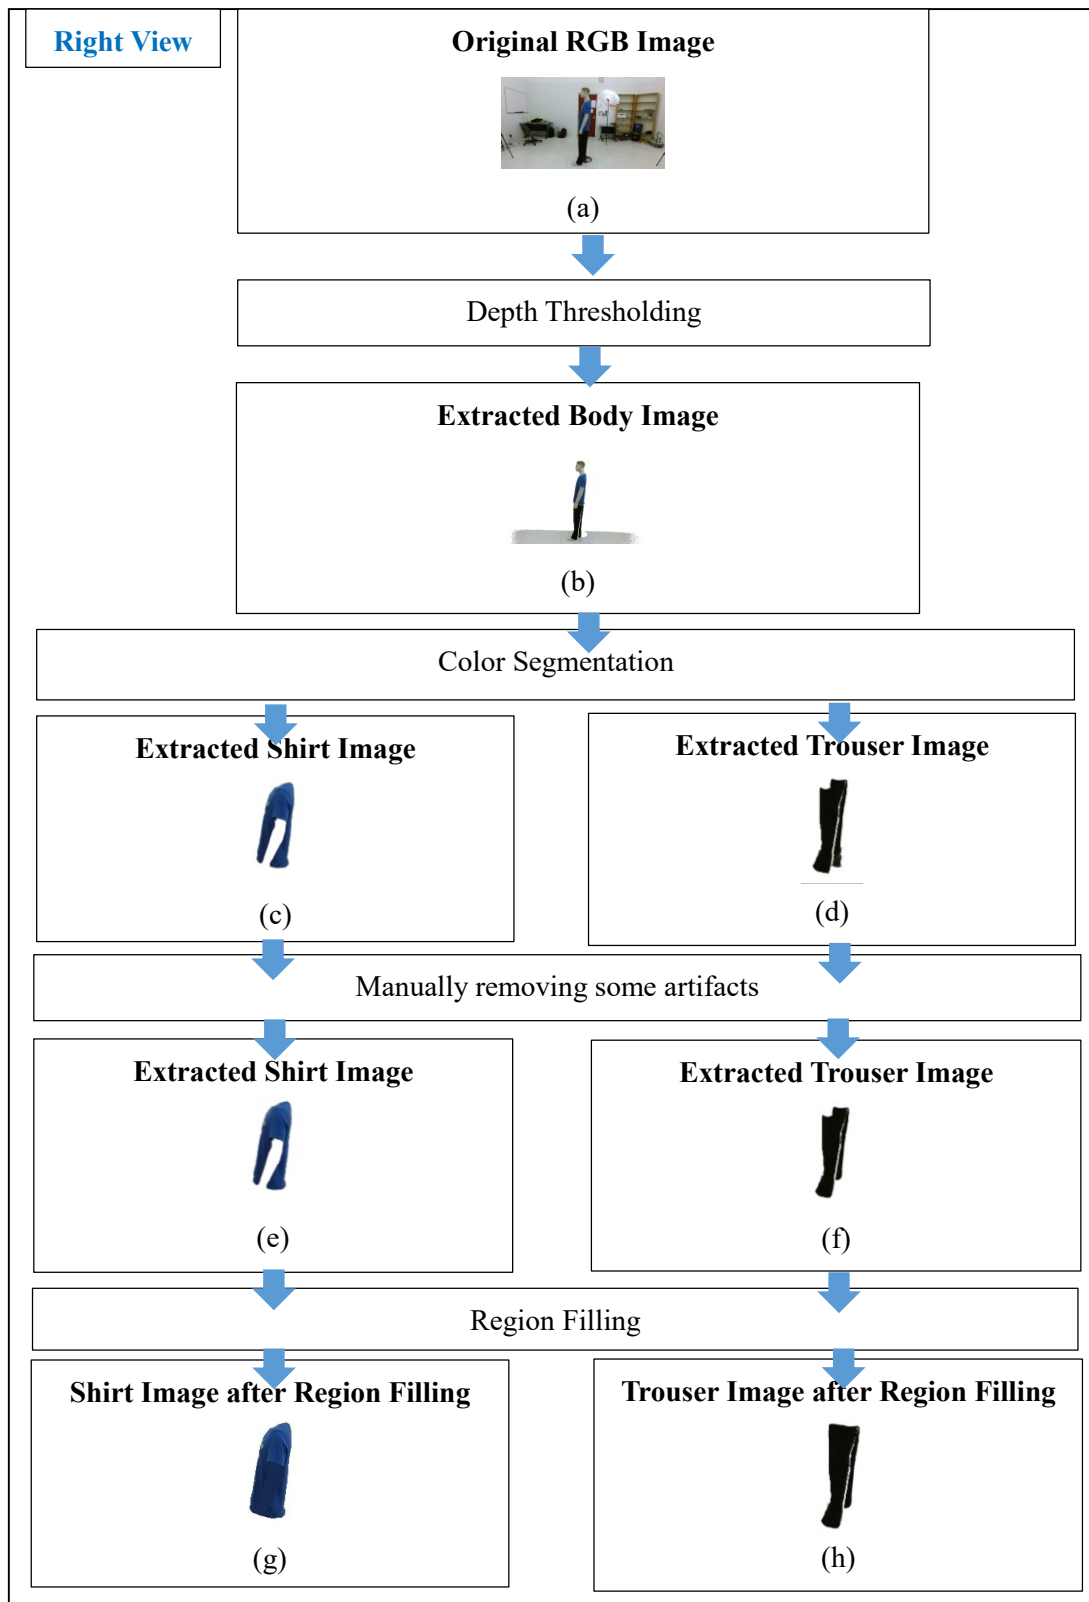 Right View
Original RGB Image
(a)
Depth Thresholding
Extracted Body Image
(b)
Color Segmentation
Extracted Shirt Image
Extracted Trouser Image
(c)
(d)
Manually removing some artifacts
Extracted Shirt Image
Extracted Trouser Image
(e)
(f)
Region Filling
Shirt Image after Region Filling
Trouser Image after Region Filling
(g)
(h)